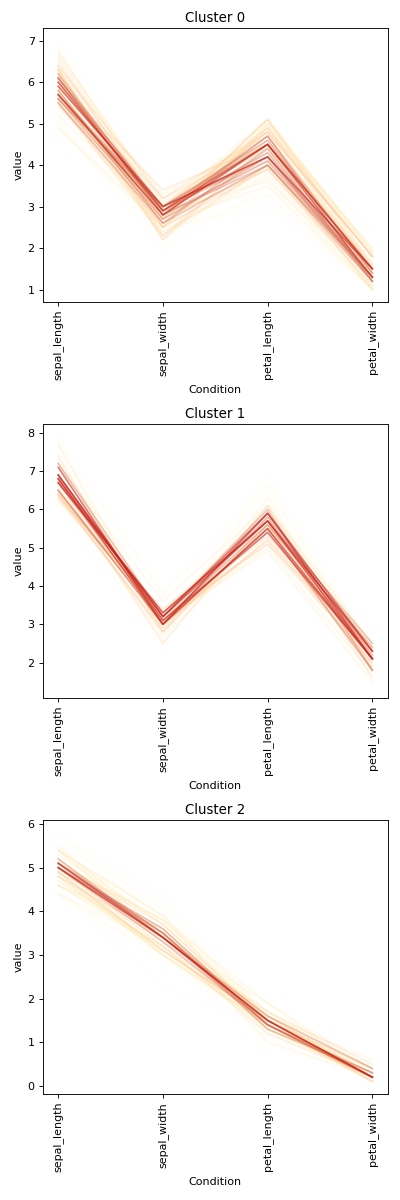 Cluster 0
7
6
5
4
3
2
1
value
sepal_length
sepal_width
petal_length
petal_width
Condition
Cluster 1
8
7
6
5
4
3
2
value
sepal_length
sepal_width
petal_length
petal_width
Condition
Cluster 2
6
5
4
3
2
1
0
value
sepal_length
sepal_width
petal_length
petal_width
Condition